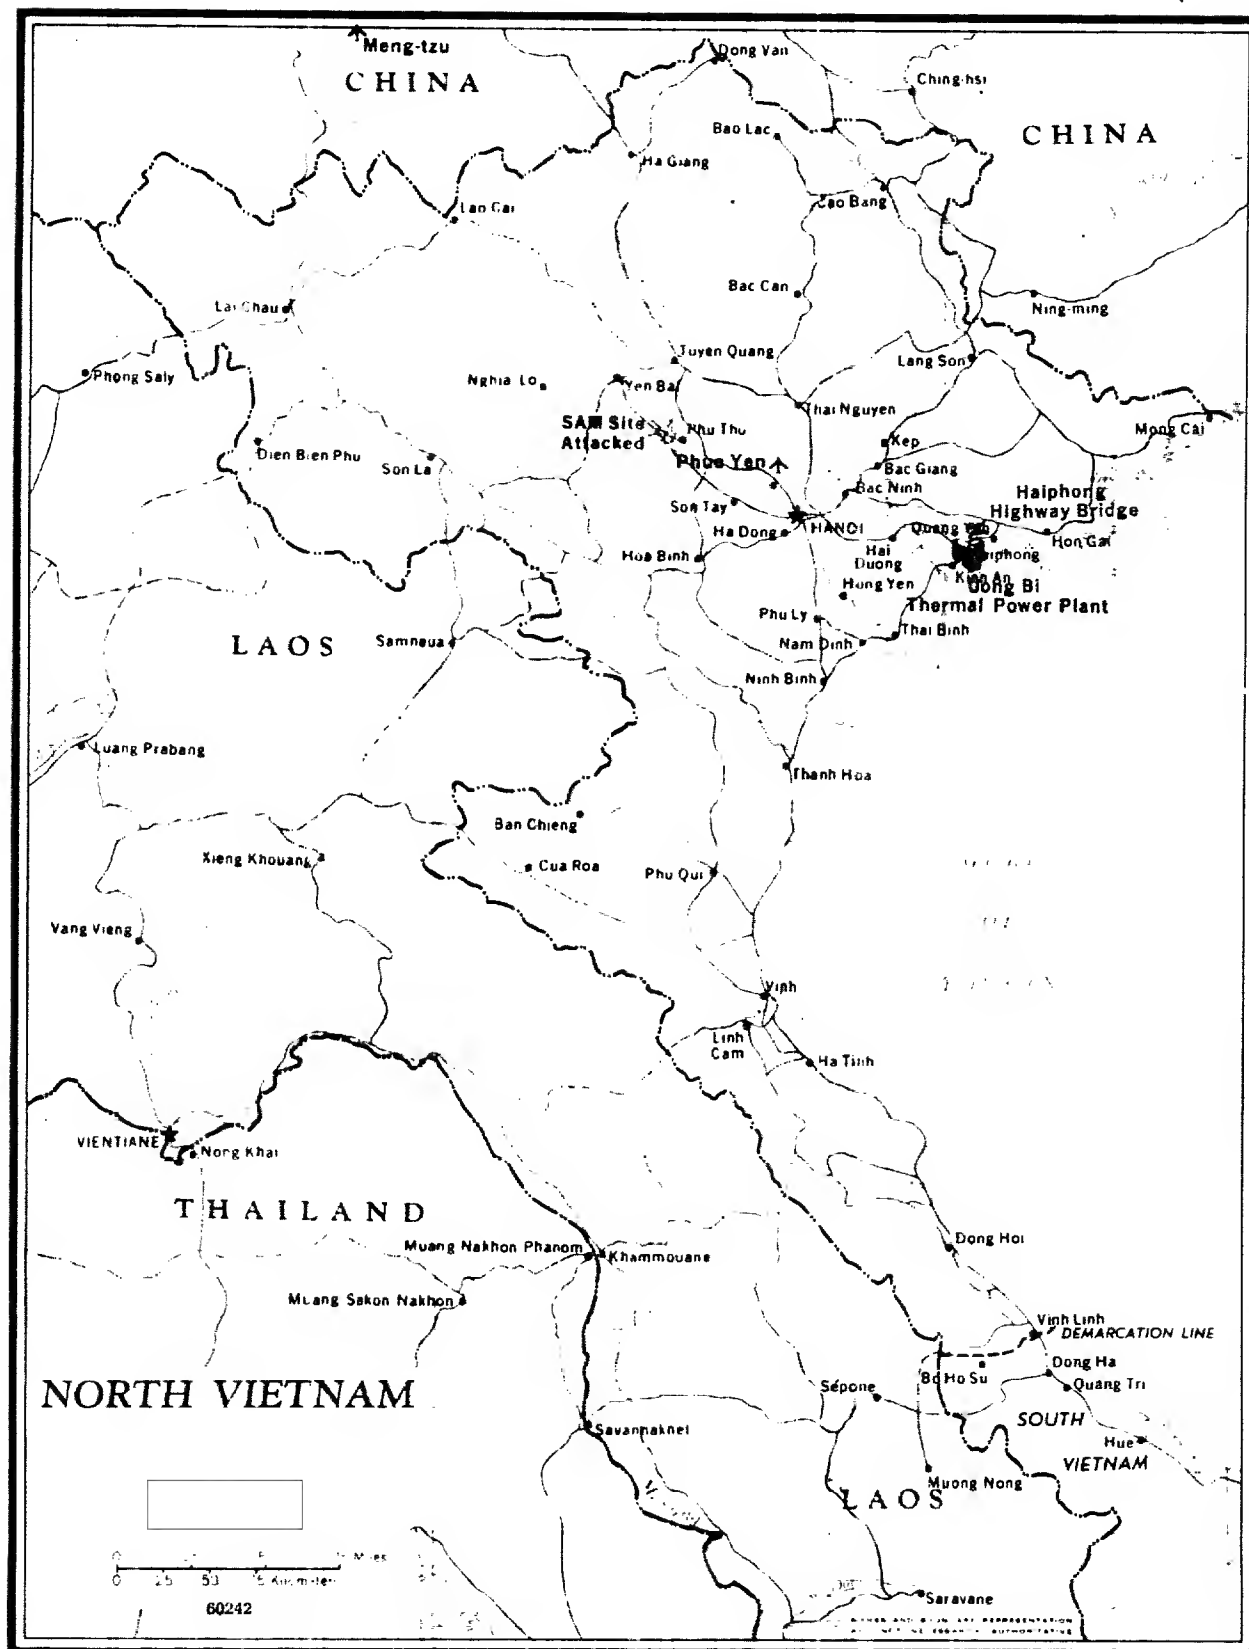 Meng-tzu
CHINA
Dong Van
Ching-hsi
CHINA
Bao Lac
Ha Giang
Cao Bang
Lao Cai
Lai Chau
Bac Can
Ning-ming
Tuyen Quang
Lang Son
Phong Saly
Nghia Lo
Yen Bai
Thai Nguyen
Mong Cai
SAM Site
Attacked
Phu Tho
Kep
Dien Bien Phu
Son La
Phuc Yen
Bac Giang
Bac Ninh
Haiphong
Highway Bridge
Son Tay
Ha Dong
HANOI
Quang Yen
Hon Gai
Hoa Binh
Hai
Duong
Haiphong
Kien An
Uong Bi
Thermal Power Plant
Hung Yen
Phu Ly
Thai Binh
LAOS
Samneua
Nam Dinh
Ninh Binh
Luang Prabang
Thanh Hoa
Ban Chieng
Xieng Khouang
Cua Roa
Phu Qui
Vang Vieng
Vinh
Linh
Cam
Ha Tinh
VIENTIANE
Nong Khai
THAILAND
Muang Nakhon Phanom
Khammouane
Dong Hoi
Muang Sakon Nakhon
Vinh Linh
DEMARCATION LINE
Bo Ho Su
Dong Ha
NORTH VIETNAM
Sépone
Quang Tri
SOUTH
VIETNAM
Savannakhet
Hue
Muong Nong
LAOS
Miles
0 25 50 75 Kilometers
60242
Saravane